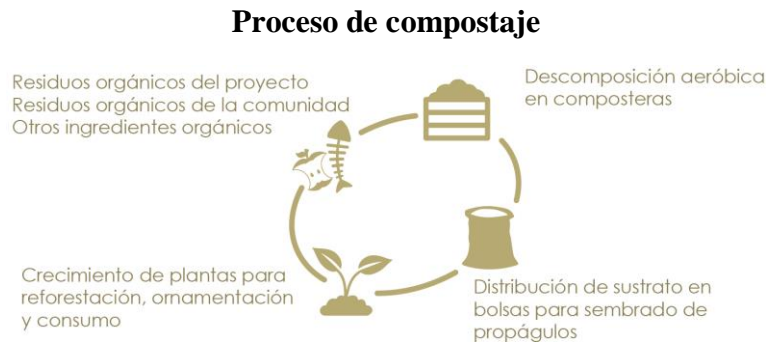 Proceso de compostaje
Residuos orgánicos del proyecto
Residuos orgánicos de la comunidad
Otros ingredientes orgánicos
Descomposición aeróbica
en composteras
Distribución de sustrato en
bolsas para sembrado de
propágulos
Crecimiento de plantas para
reforestación, ornamentación
y consumo